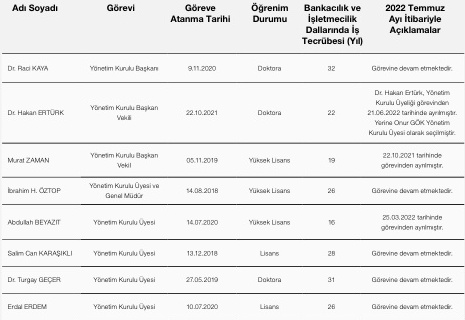 Adı Soyadı Görevi Göreve Atanma Tarihi Öğrenim Durumu Bankacılık ve İşletmecilik Dallarında İş Tecrübesi (Yıl) 2022 Temmuz Ayı İtibariyle Açıklamalar
Dr. Raci KAYA Yönetim Kurulu Başkanı 9.11.2020 Doktora 32 Görevine devam etmektedir.
Dr. Hakan ERTÜRK Yönetim Kurulu Başkan Vekili 22.10.2021 Doktora 22 Dr. Hakan Ertürk, Yönetim Kurulu Üyeliği görevinden 21.06.2022 tarihinde ayrılmıştır. Yerine Onur GÖK Yönetim Kurulu Üyesi olarak seçilmiştir.
Murat ZAMAN Yönetim Kurulu Başkan Vekil 05.11.2019 Yüksek Lisans 19 22.10.2021 tarihinde görevinden ayrılmıştır.
İbrahim H. ÖZTOP Yönetim Kurulu Üyesi ve Genel Müdür 14.08.2018 Yüksek Lisans 26 Görevine devam etmektedir.
Abdullah BEYAZIT Yönetim Kurulu Üyesi 14.07.2020 Yüksek Lisans 16 25.03.2022 tarihinde görevinden ayrılmıştır.
Salim Can KARAŞIKLI Yönetim Kurulu Üyesi 13.12.2018 Lisans 28 Görevine devam etmektedir.
Dr. Turgay GEÇER Yönetim Kurulu Üyesi 27.05.2019 Doktora 31 Görevine devam etmektedir.
Erdal ERDEM Yönetim Kurulu Üyesi 10.07.2020 Lisans 26 Görevine devam etmektedir.